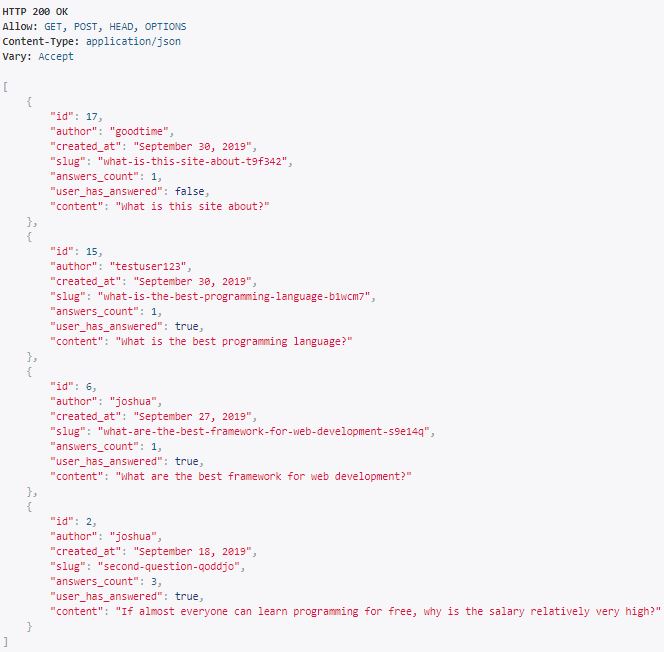 HTTP 200 OK
Allow: GET, POST, HEAD, OPTIONS
Content-Type: application/json
Vary: Accept
[
    {
        "id": 17,
        "author": "goodtime",
        "created_at": "September 30, 2019",
        "slug": "what-is-this-site-about-t9f342",
        "answers_count": 1,
        "user_has_answered": false,
        "content": "What is this site about?"
    },
    {
        "id": 15,
        "author": "testuser123",
        "created_at": "September 30, 2019",
        "slug": "what-is-the-best-programming-language-b1wcm7",
        "answers_count": 1,
        "user_has_answered": true,
        "content": "What is the best programming language?"
    },
    {
        "id": 6,
        "author": "joshua",
        "created_at": "September 27, 2019",
        "slug": "what-are-the-best-framework-for-web-development-s9e14q",
        "answers_count": 1,
        "user_has_answered": true,
        "content": "What are the best framework for web development?"
    },
    {
        "id": 2,
        "author": "joshua",
        "created_at": "September 18, 2019",
        "slug": "second-question-qoddjo",
        "answers_count": 3,
        "user_has_answered": true,
        "content": "If almost everyone can learn programming for free, why is the salary relatively very high?"
    }
]